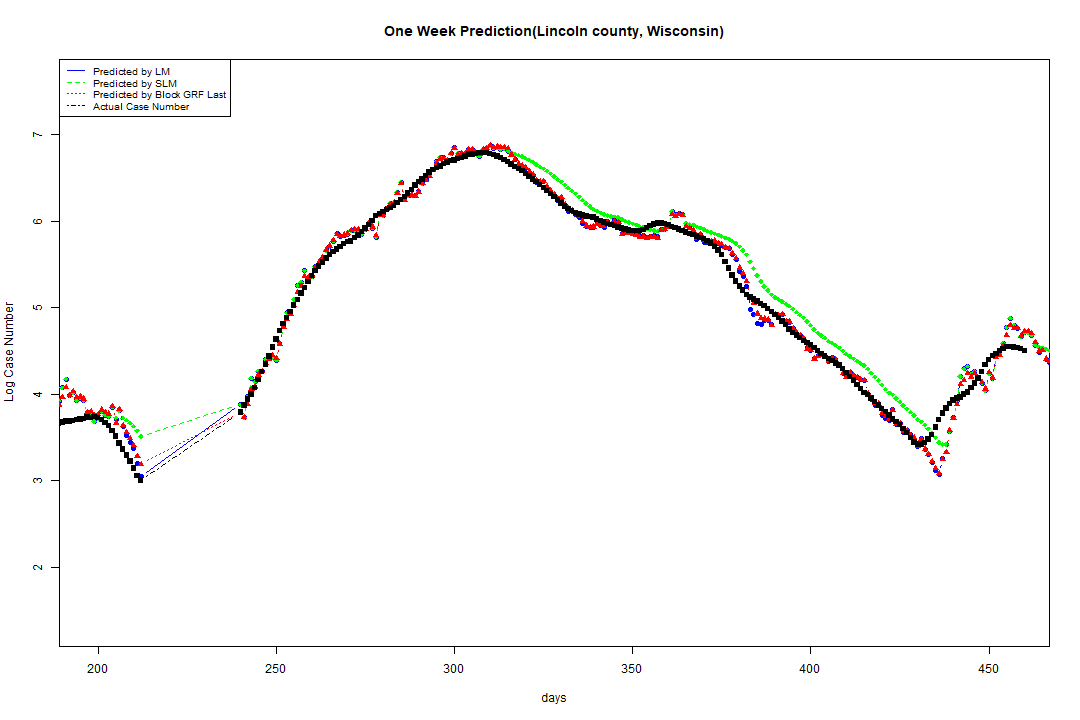 One Week Prediction(Lincoln county, Wisconsin)
Predicted by LM
Predicted by SLM
Predicted by Block GRF Last
Actual Case Number
7
6
5
4
3
2
Log Case Number
200 250 300 350 400 450
days